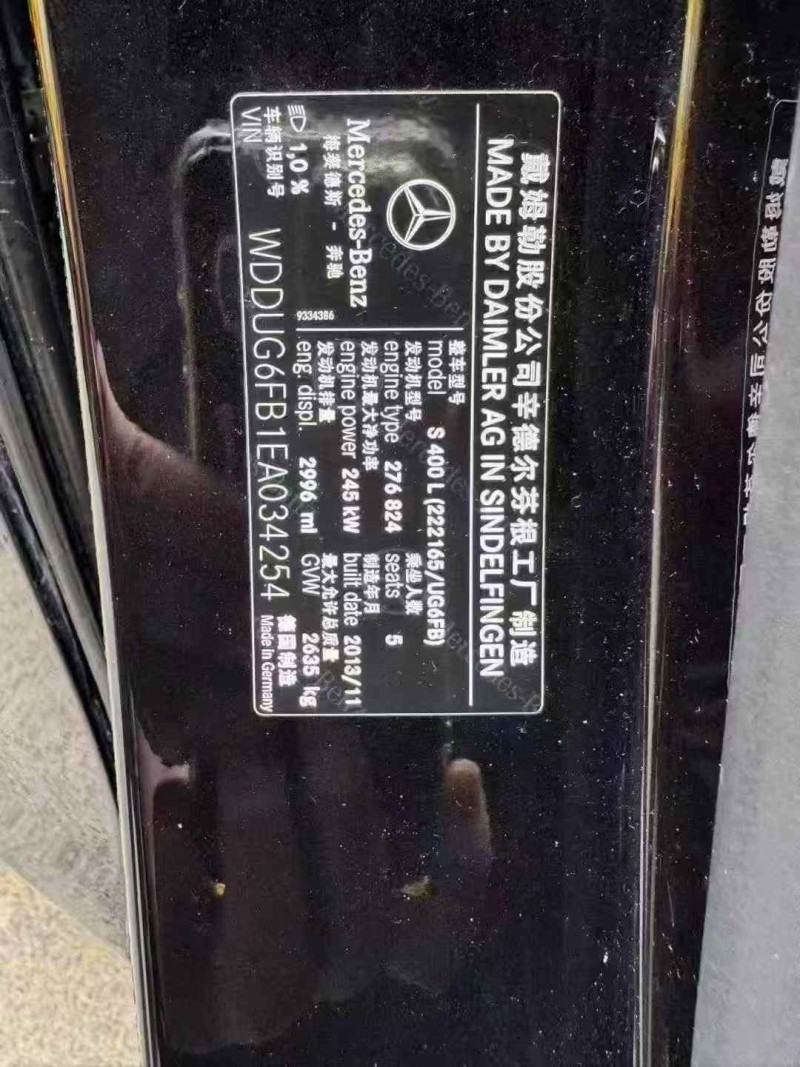 戴姆勒股份公司辛德尔芬根工厂制造
MADE BY DAIMLER AG IN SINDELFINGEN
Mercedes-Benz
梅赛德斯 - 奔驰
1,0 %
9334386
整车型号
model S 400 L (222165/UG6FB)
发动机型号 乘坐人数
engine type 276 824 seats 5
发动机最大净功率 制造年月
engine power 245 kW built date 2013/11
发动机排量 最大允许总质量
eng. displ. 2996 ml GVW 2635 kg
车辆识别号 德国制造
VIN WDDUG6FB1EA034254 Made in Germany